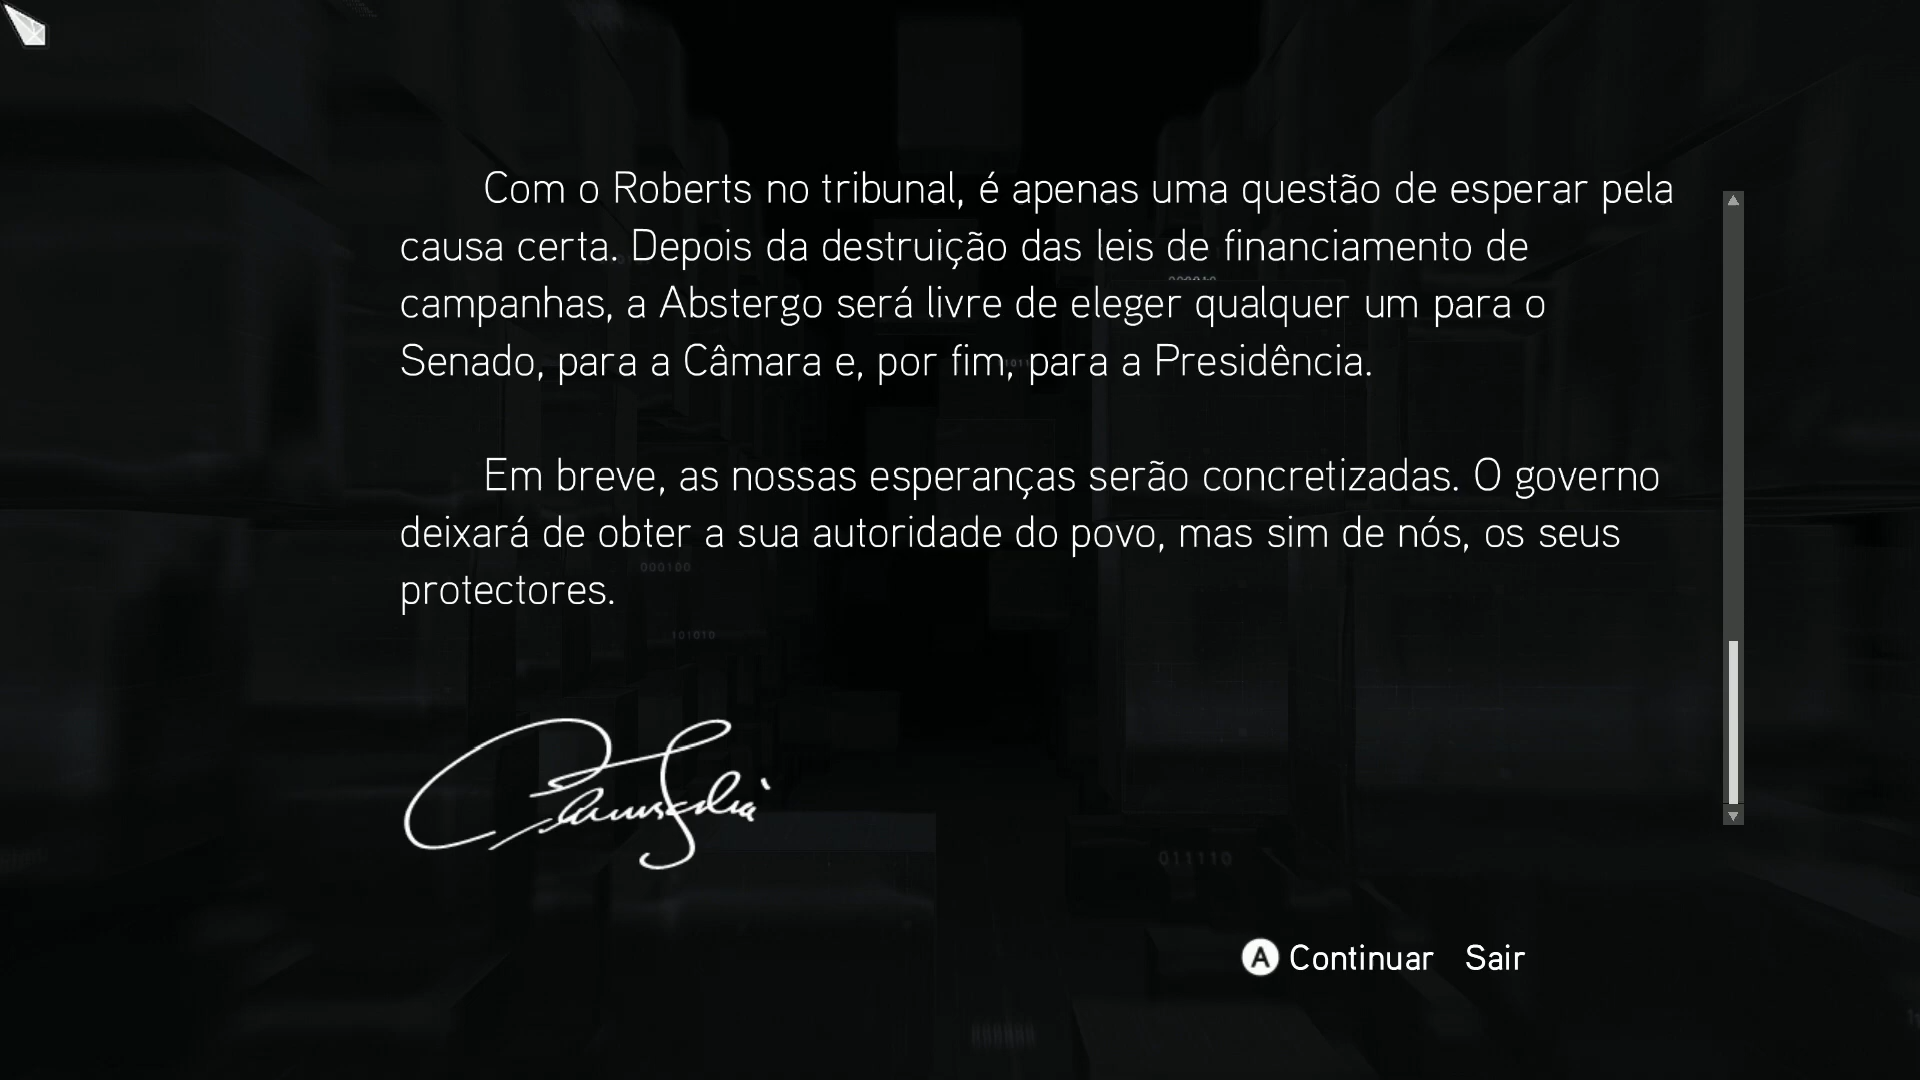 Com o Roberts no tribunal, é apenas uma questão de esperar pela
causa certa. Depois da destruição das leis de financiamento de
campanhas, a Abstergo será livre de eleger qualquer um para o
Senado, para a Câmara e, por fim, para a Presidência.
Em breve, as nossas esperanças serão concretizadas. O governo
deixará de obter a sua autoridade do povo, mas sim de nós, os seus
protectores.
000100
101010
011110
A Continuar Sair